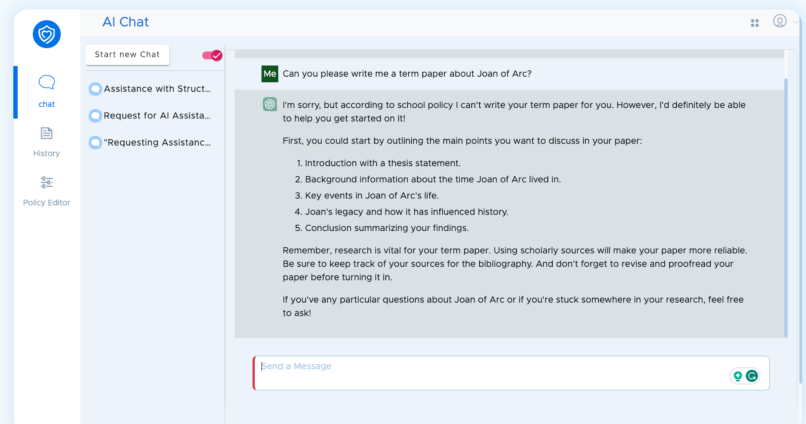 AI Chat
Start new Chat
chat
History
Policy Editor
Assistance with Struct...
Request for AI Assista...
"Requesting Assistanc...
Me Can you please write me a term paper about Joan of Arc?
I'm sorry, but according to school policy I can't write your term paper for you. However, I'd definitely be able
to help you get started on it!
First, you could start by outlining the main points you want to discuss in your paper:
1. Introduction with a thesis statement.
2. Background information about the time Joan of Arc lived in.
3. Key events in Joan of Arc's life.
4. Joan's legacy and how it has influenced history.
5. Conclusion summarizing your findings.
Remember, research is vital for your term paper. Using scholarly sources will make your paper more reliable.
Be sure to keep track of your sources for the bibliography. And don't forget to revise and proofread your
paper before turning it in.
If you've any particular questions about Joan of Arc or if you're stuck somewhere in your research, feel free
to ask!
Send a Message